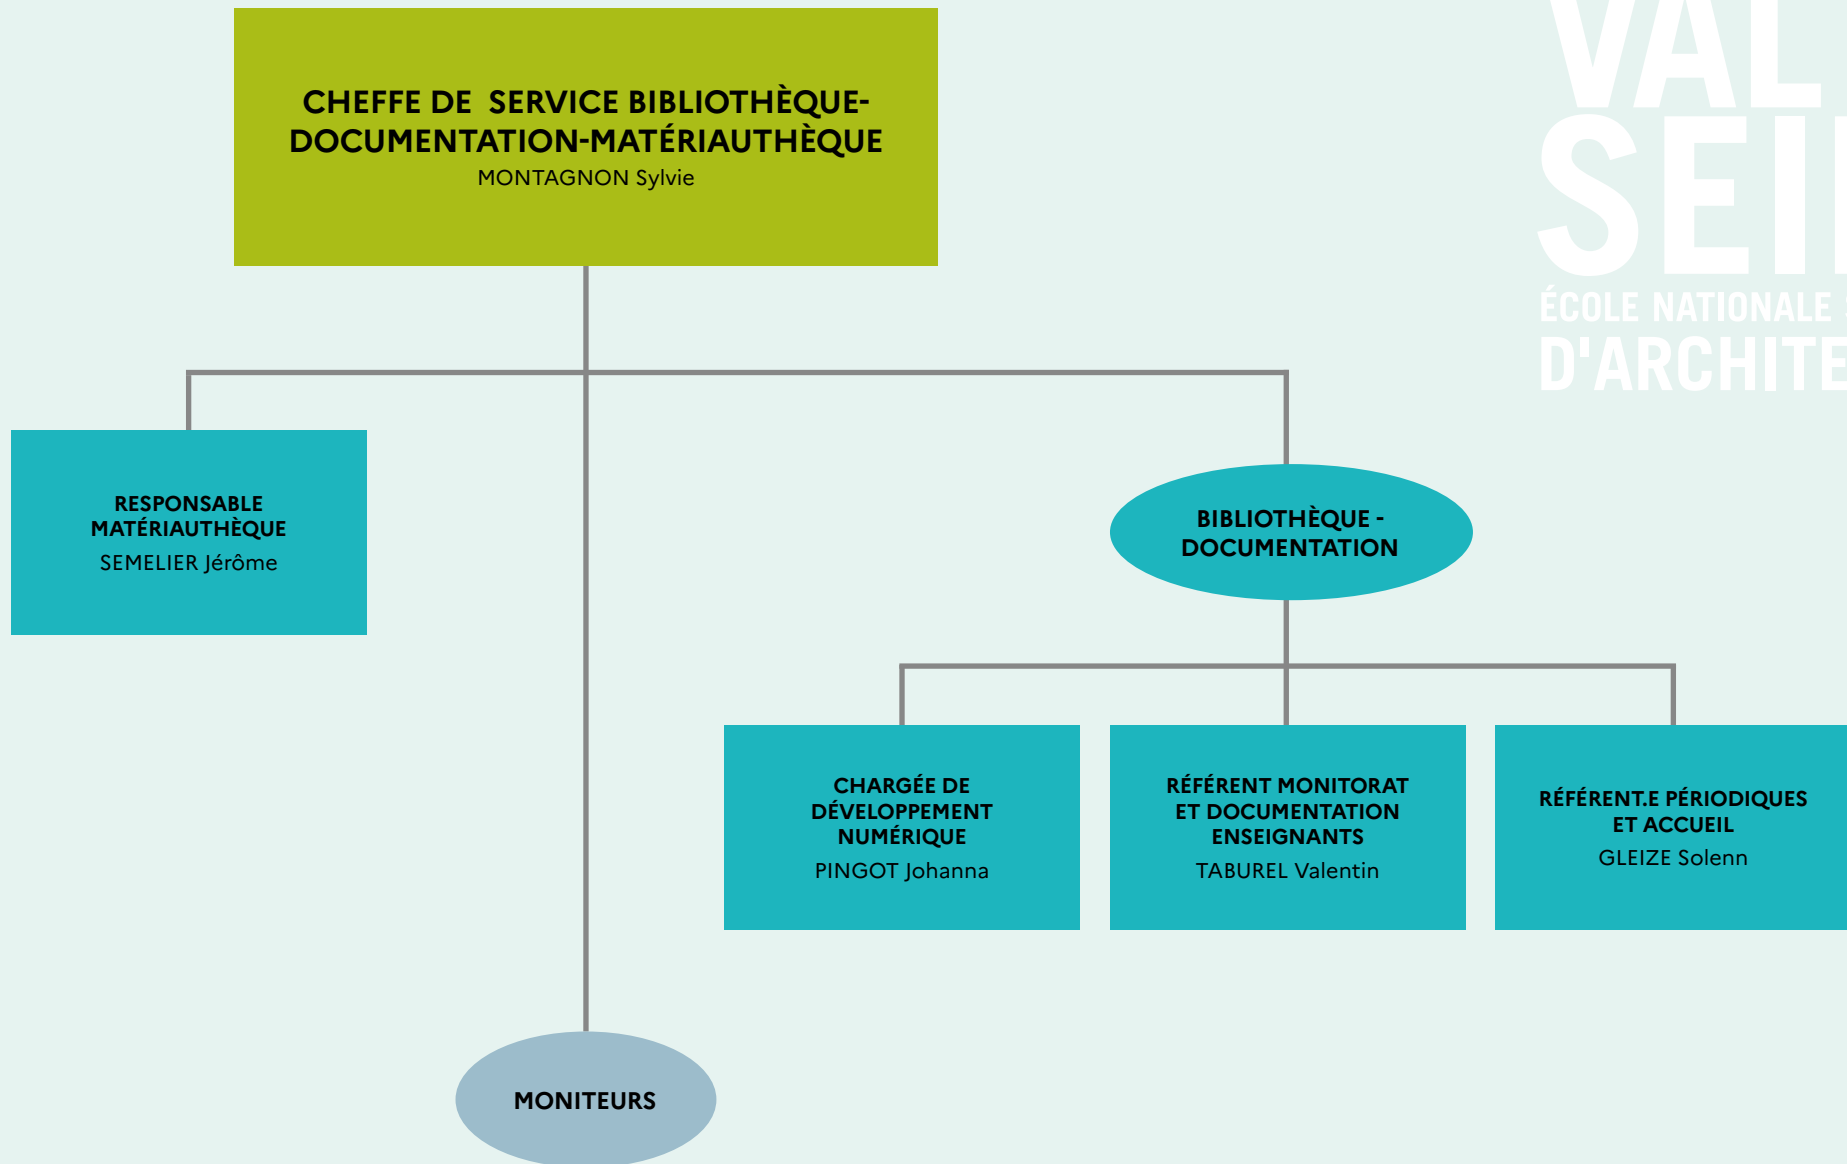 VAL
SEI
ÉCOLE NATIONALE
D'ARCHITE
CHEFFE DE SERVICE BIBLIOTHÈQUE-
DOCUMENTATION-MATÉRIAUTHÈQUE
MONTAGNON Sylvie
RESPONSABLE
MATÉRIAUTHÈQUE
SEMELIER Jérôme
BIBLIOTHÈQUE -
DOCUMENTATION
CHARGÉE DE
DÉVELOPPEMENT
NUMÉRIQUE
PINGOT Johanna
RÉFÉRENT MONITORAT
ET DOCUMENTATION
ENSEIGNANTS
TABUREL Valentin
RÉFÉRENT.E PÉRIODIQUES
ET ACCUEIL
GLEIZE Solenn
MONITEURS